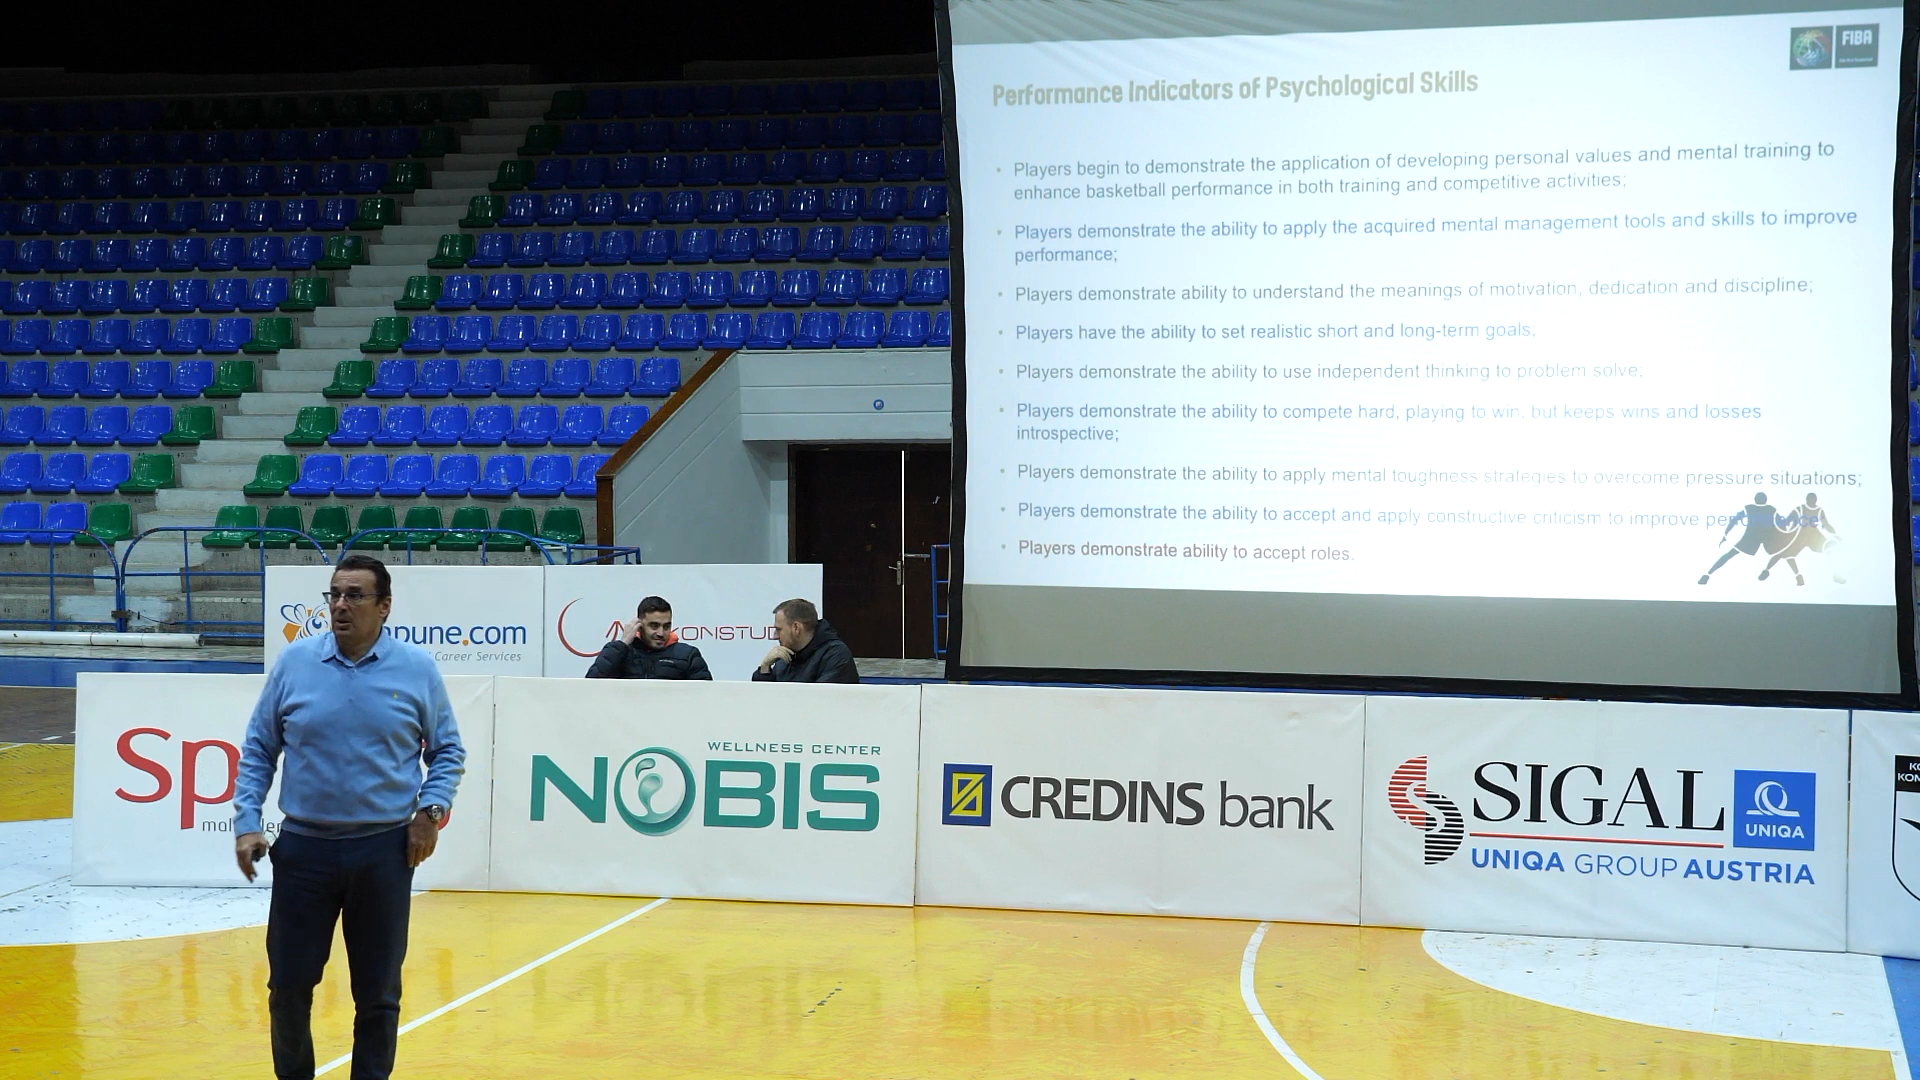 FIBA
Performance Indicators of Psychological Skills
• Players begin to demonstrate the application of developing personal values and mental training to
enhance basketball performance in both training and competitive activities;
• Players demonstrate the ability to apply the acquired mental management tools and skills to improve
performance;
• Players demonstrate ability to understand the meanings of motivation, dedication and discipline;
• Players have the ability to set realistic short and long-term goals;
• Players demonstrate the ability to use independent thinking to problem solve;
• Players demonstrate the ability to compete hard, playing to win, but keeps wins and losses
introspective;
• Players demonstrate the ability to apply mental toughness strategies to overcome pressure situations;
• Players demonstrate the ability to accept and apply constructive criticism to improve performance;
• Players demonstrate ability to accept roles.
pune.com
Career Services
KONSTUD
Sp
WELLNESS CENTER
NOBIS
CREDINS bank
SIGAL
UNIQA
UNIQA GROUP AUSTRIA